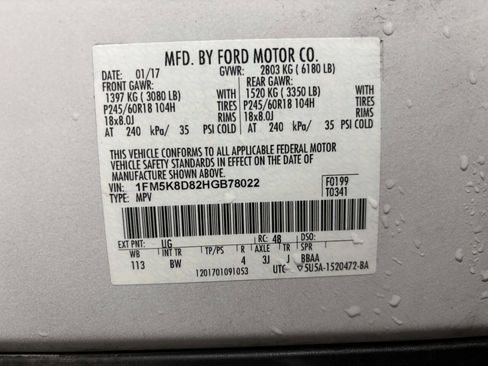 MFD. BY FORD MOTOR CO.
DATE: 01/17 GVWR: 2803 KG (6180 LB)
FRONT GAWR: REAR GAWR:
1397 KG (3080 LB) WITH 1520 KG (3350 LB) WITH
P245/60R18 104H TIRES P245/60R18 104H TIRES
18x8.0J RIMS 18x8.0J RIMS
AT 240 kPa/ 35 PSI COLD AT 240 kPa/ 35 PSI COLD
THIS VEHICLE CONFORMS TO ALL APPLICABLE FEDERAL MOTOR
VEHICLE SAFETY STANDARDS IN EFFECT ON THE DATE OF
MANUFACTURE SHOWN ABOVE.
VIN: 1FM5K8D82HGB78022 F0199
TYPE: MPV T0341
EXT PNT: UG RC: 48 DSO:
WB INT TR TP/PS R AXLE TR SPR
113 BW 4 3J J BBAA
1201701091053 UTC 5U5A-1520472-BA